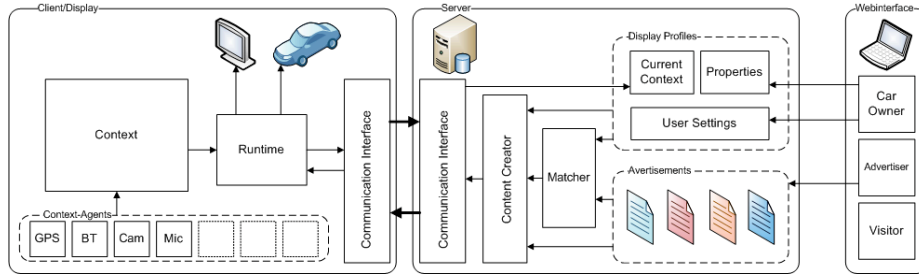 Client/Display
Context
Runtime
Communication Interface
Context-Agents
GPS
BT
Cam
Mic
Server
Communication Interface
Content Creator
Matcher
Display Profiles
Current
Context
Properties
User Settings
Avertisements
Webinterface
Car
Owner
Advertiser
Visitor